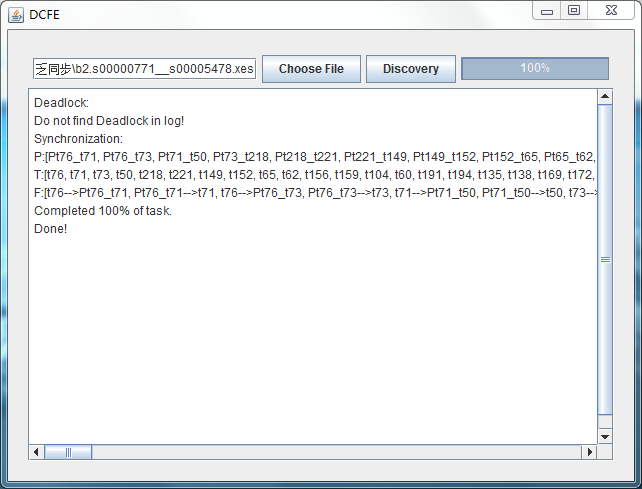 DCFE
乏同步\b2.s00000771__s00005478.xes
Choose File
Discovery
100%
Deadlock:
Do not find Deadlock in log!
Synchronization:
P:[Pt76_t71, Pt76_t73, Pt71_t50, Pt73_t218, Pt218_t221, Pt221_t149, Pt149_t152, Pt152_t65, Pt65_t62,
T:[t76, t71, t73, t50, t218, t221, t149, t152, t65, t62, t156, t159, t104, t60, t191, t194, t135, t138, t169, t172,
F:[t76-->Pt76_t71, Pt76_t71-->t71, t76-->Pt76_t73, Pt76_t73-->t73, t71-->Pt71_t50, Pt71_t50-->t50, t73-->
Completed 100% of task.
Done!